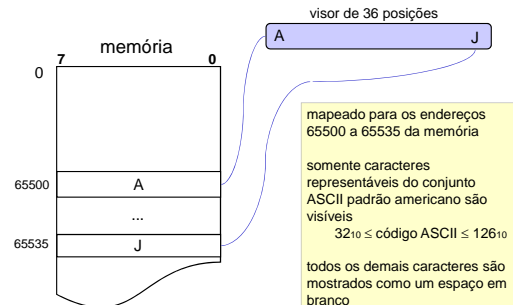 visor de 36 posições
A J
memória
7 0
0
65500 A
...
65535 J
mapeado para os endereços
65500 a 65535 da memória
somente caracteres
representáveis do conjunto
ASCII padrão americano são
visíveis
32₁₀ ≤ código ASCII ≤ 126₁₀
todos os demais caracteres são
mostrados como um espaço em
branco